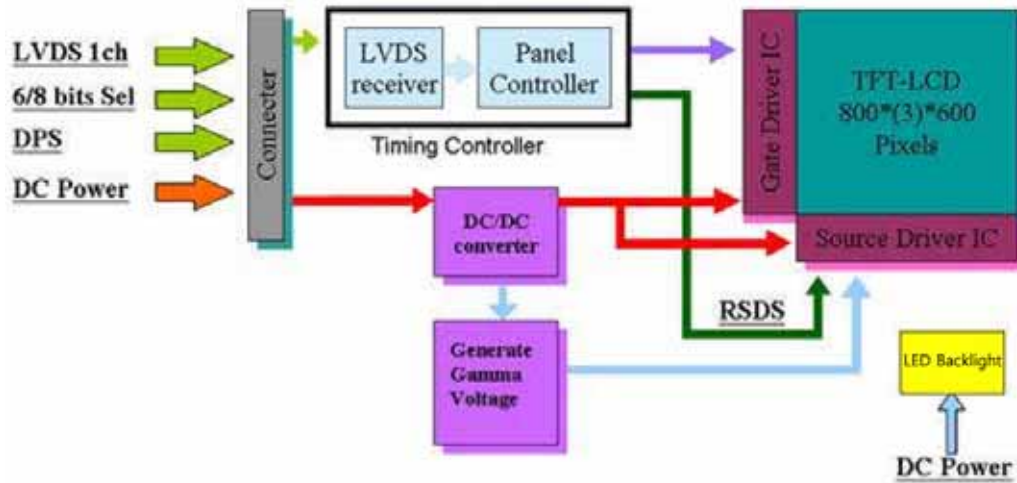 LVDS 1ch
6/8 bits Sel
DPS
DC Power
Connecter
LVDS
receiver
Panel
Controller
Timing Controller
Gate Driver IC
TFT-LCD
800*(3)*600
Pixels
Source Driver IC
DC/DC
converter
RSDS
Generate
Gamma
Voltage
LED Backlight
DC Power